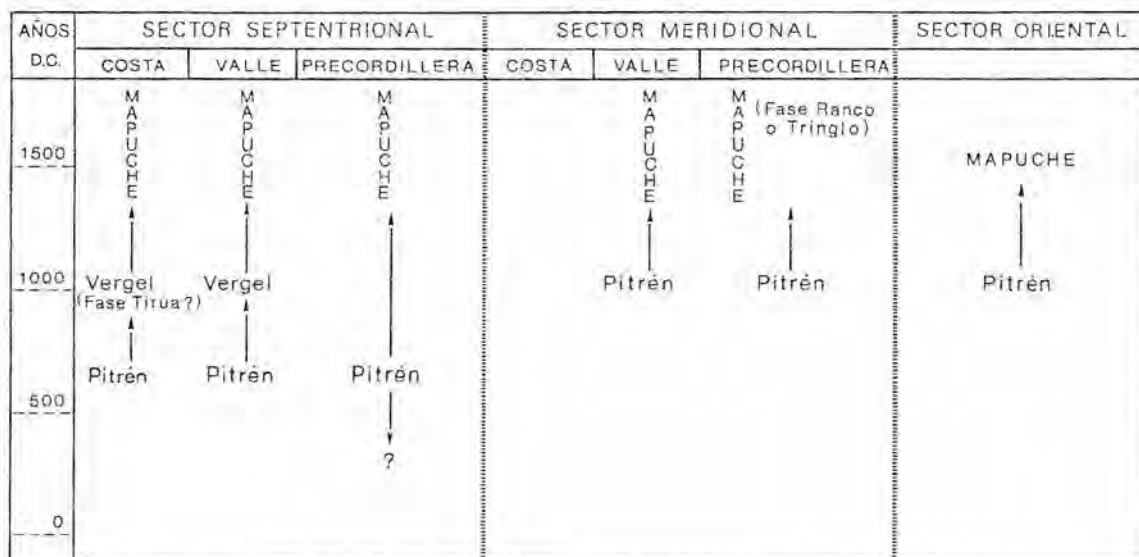 AÑOS D.C.
SECTOR SEPTENTRIONAL
SECTOR MERIDIONAL
SECTOR ORIENTAL
COSTA
VALLE
PRECORDILLERA
COSTA
VALLE
PRECORDILLERA
MAPUCHE
MAPUCHE
MAPUCHE
MAPUCHE
MAPUCHE
(Fase Ranco
o Tringlo)
1500
MAPUCHE
1000
Vergel
(Fase Tirúa?)
Vergel
Pitrén
Pitrén
Pitrén
Pitrén
Pitrén
Pitrén
500
?
0